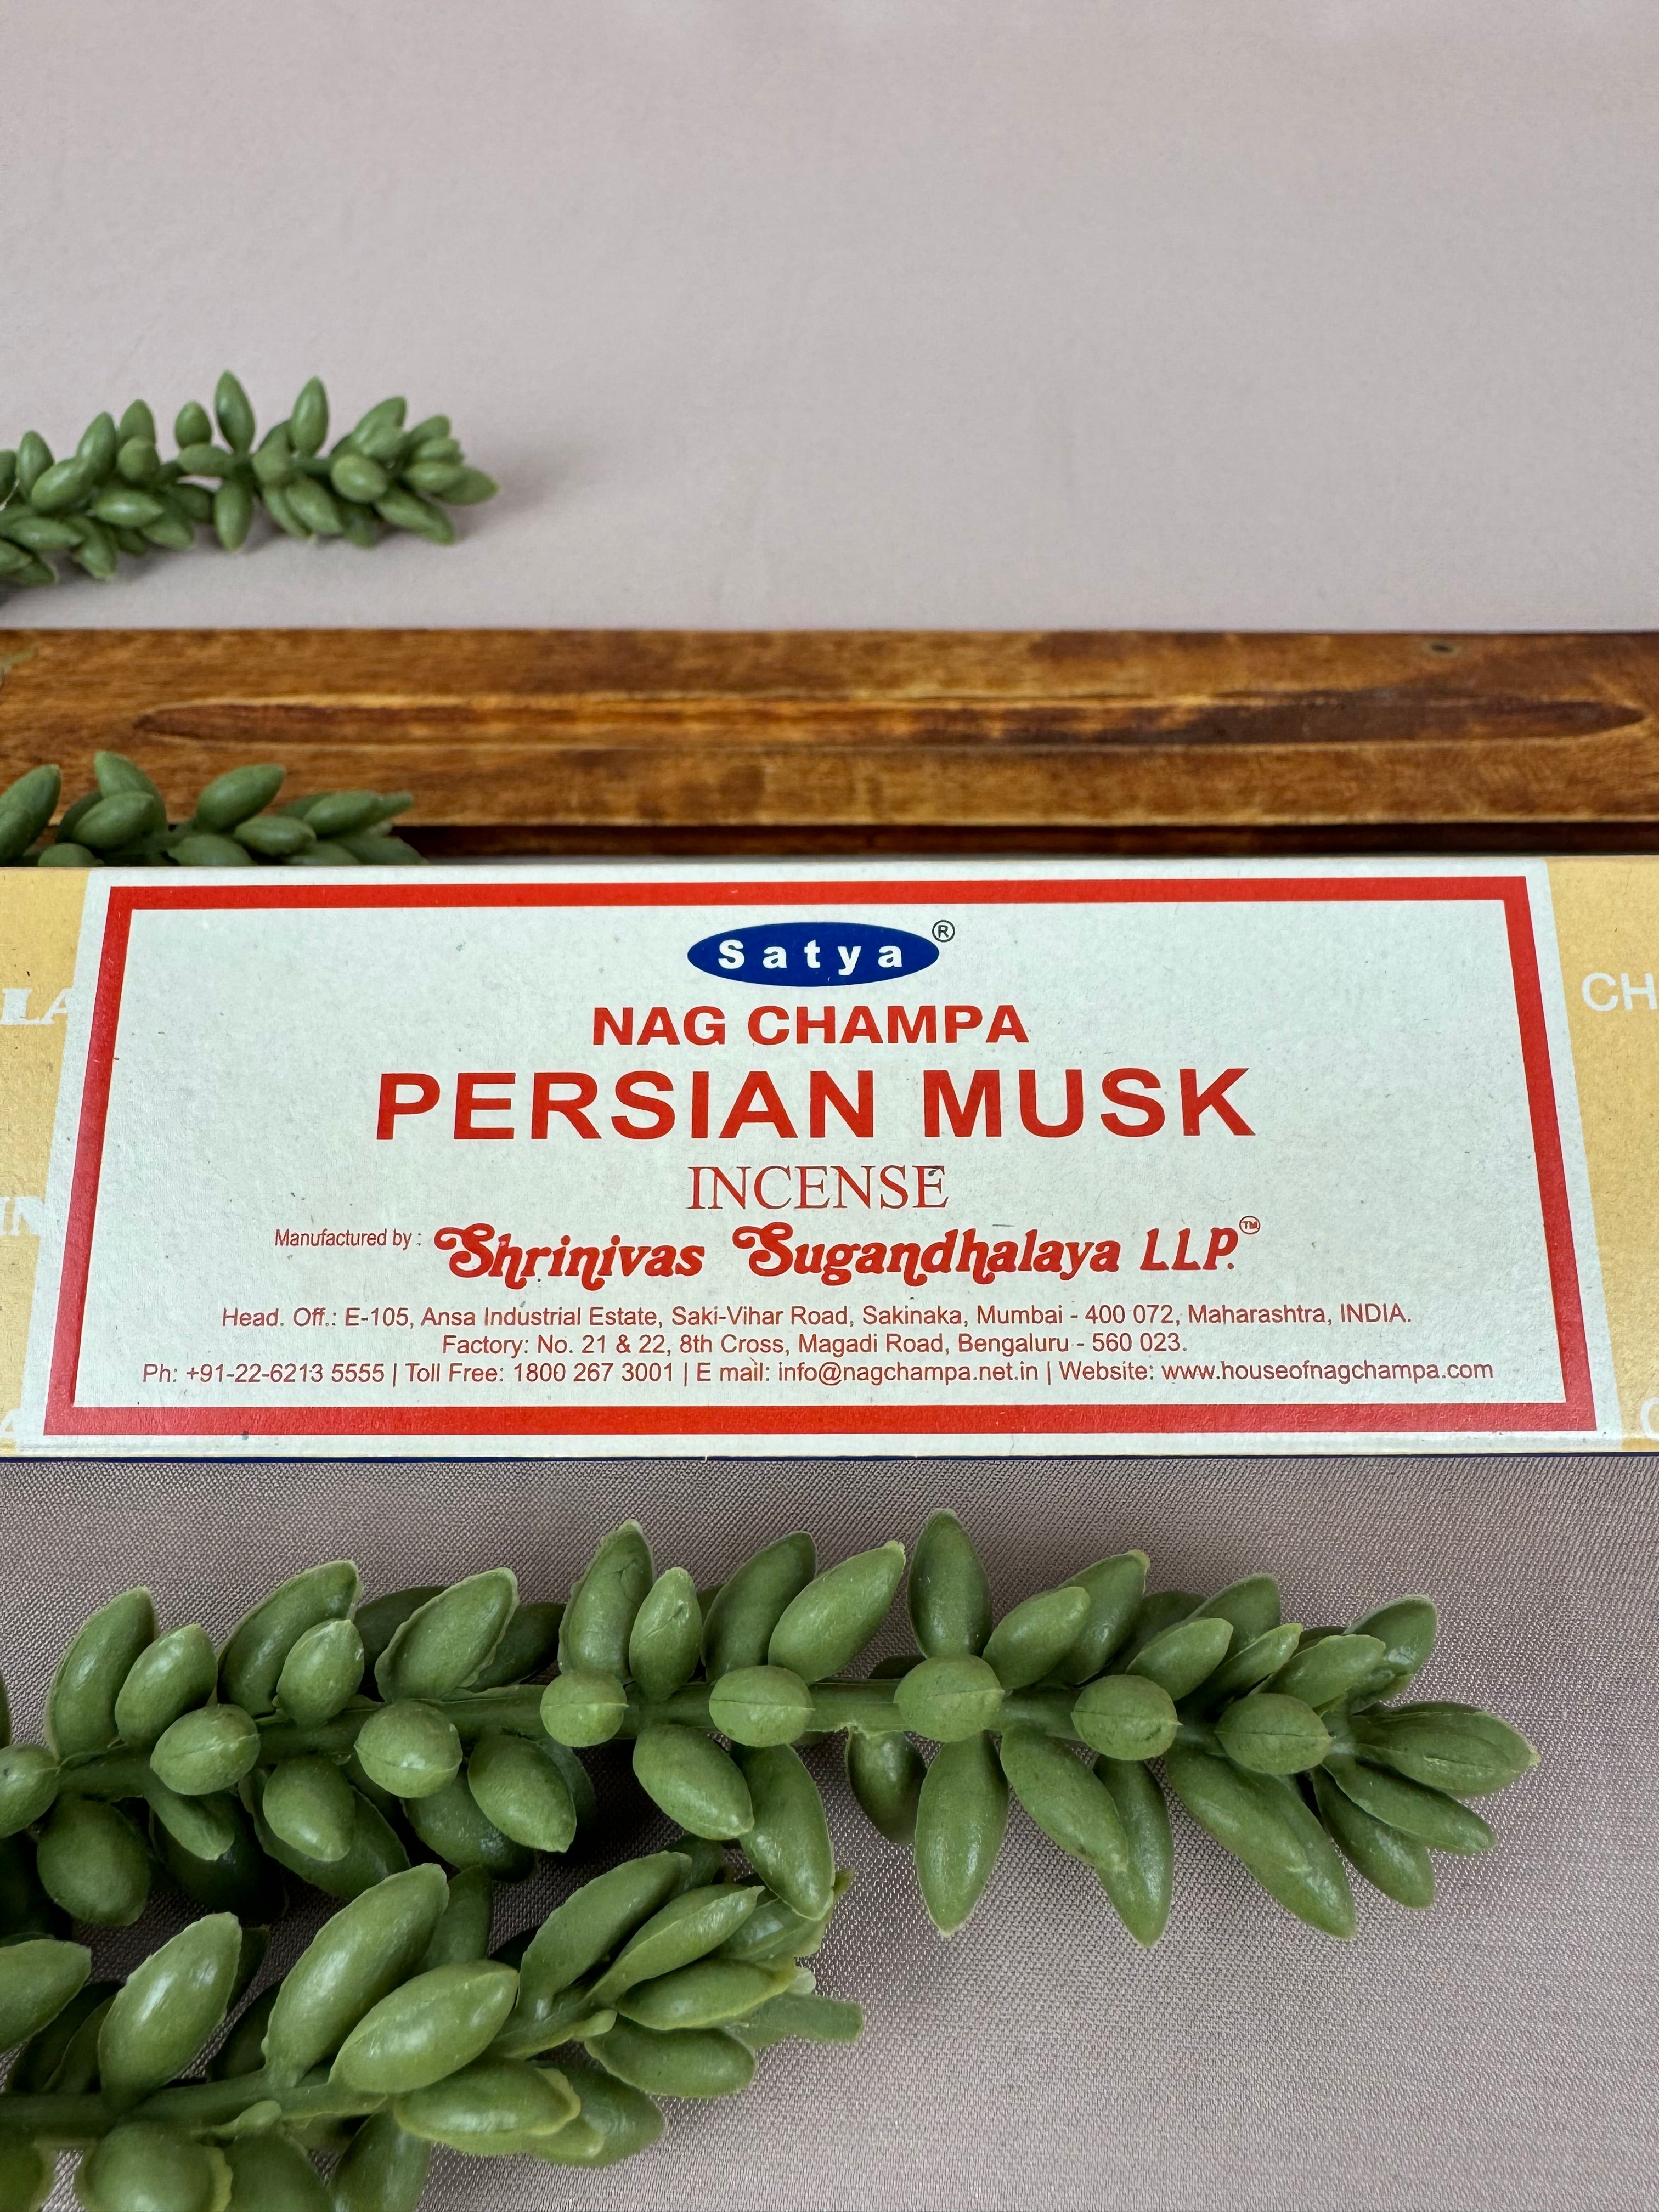 Satya®
NAG CHAMPA
PERSIAN MUSK
INCENSE
Manufactured by : Shrinivas Sugandhalaya LLP.™
Head. Off.: E-105, Ansa Industrial Estate, Saki-Vihar Road, Sakinaka, Mumbai - 400 072, Maharashtra, INDIA.
Factory: No. 21 & 22, 8th Cross, Magadi Road, Bengaluru - 560 023.
Ph: +91-22-6213 5555 | Toll Free: 1800 267 3001 | E mail: info@nagchampa.net.in | Website: www.houseofnagchampa.com